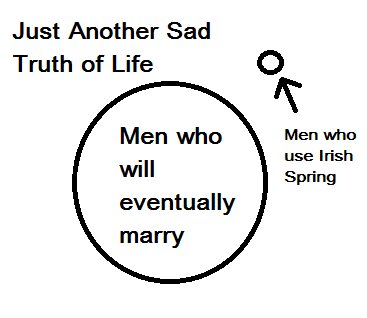 Just Another Sad
Truth of Life
Men who
will
eventually
marry
Men who
use Irish
Spring